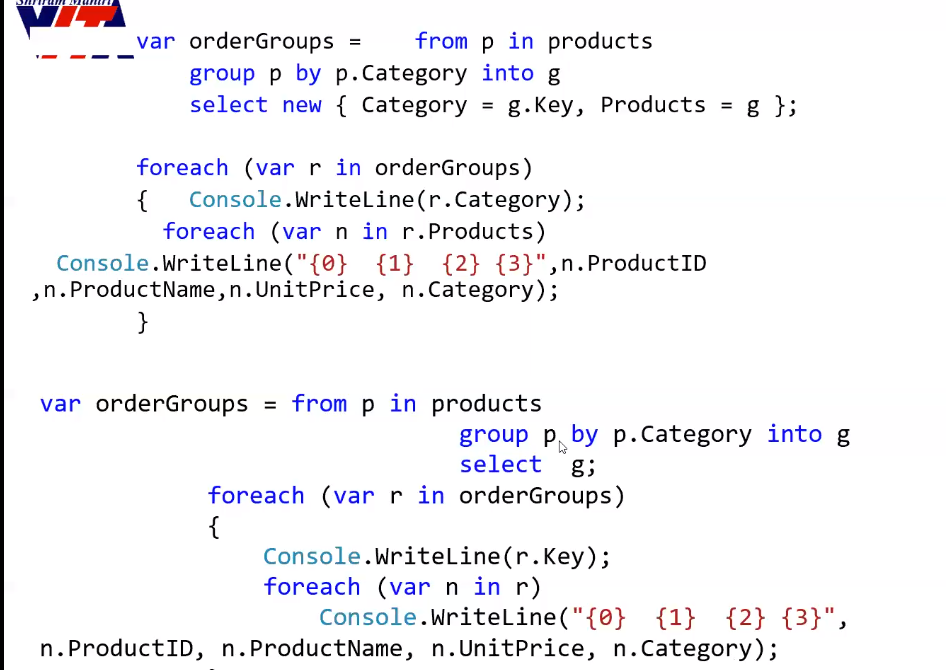 Shriram Mantri
VITA
var orderGroups = from p in products
group p by p.Category into g
select new { Category = g.Key, Products = g };
foreach (var r in orderGroups)
{ Console.WriteLine(r.Category);
foreach (var n in r.Products)
Console.WriteLine("{0} {1} {2} {3}",n.ProductID
,n.ProductName,n.UnitPrice, n.Category);
}
var orderGroups = from p in products
group p by p.Category into g
select g;
foreach (var r in orderGroups)
{
Console.WriteLine(r.Key);
foreach (var n in r)
Console.WriteLine("{0} {1} {2} {3}",
n.ProductID, n.ProductName, n.UnitPrice, n.Category);